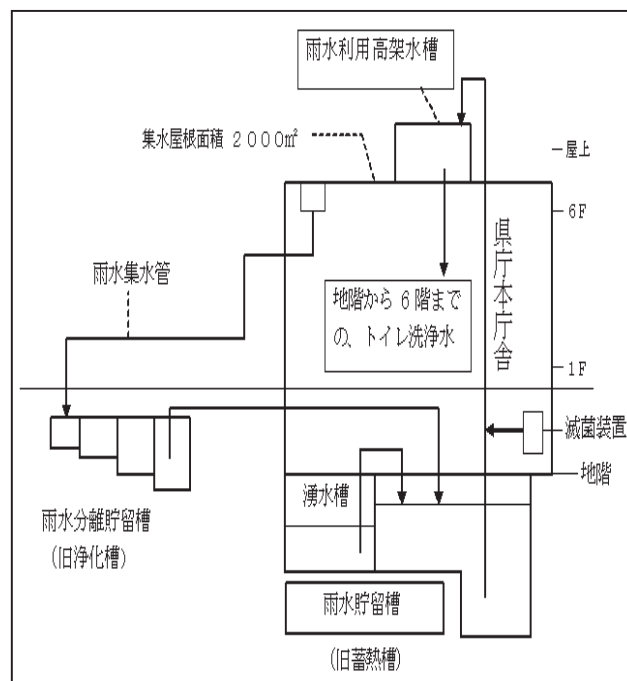 雨水利用高架水槽
集水屋根面積 2000㎡
屋上
6F
県庁本庁舎
雨水集水管
地階から6階まで
の、トイレ洗浄水
1F
滅菌装置
地階
湧水槽
雨水分離貯留槽
(旧浄化槽)
雨水貯留槽
(旧蓄熱槽)